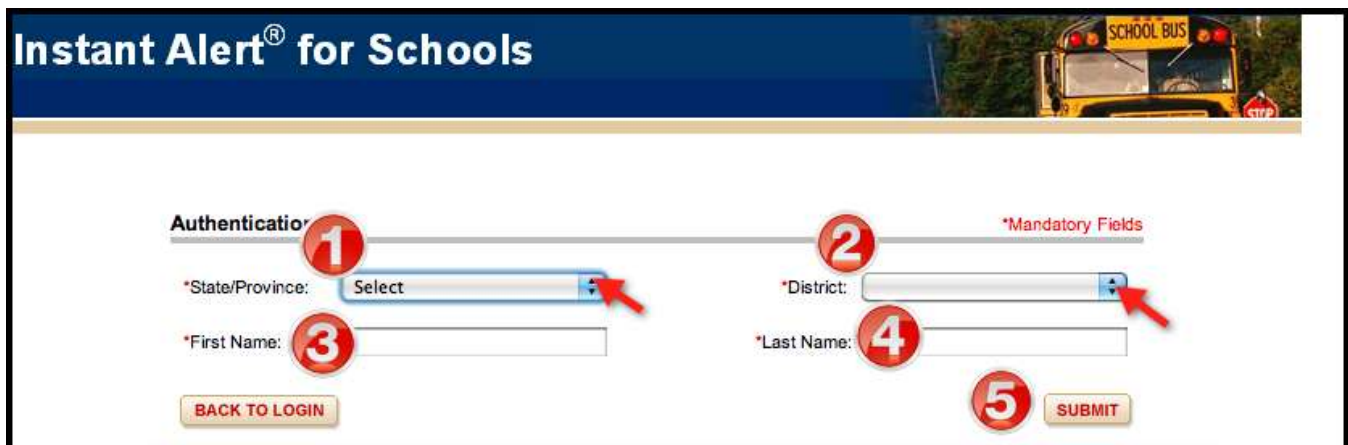 Instant Alert® for Schools
SCHOOL BUS
STOP
Authentication
*Mandatory Fields
1
2
*State/Province: Select
*District:
*First Name: 3
*Last Name: 4
BACK TO LOGIN
5 SUBMIT